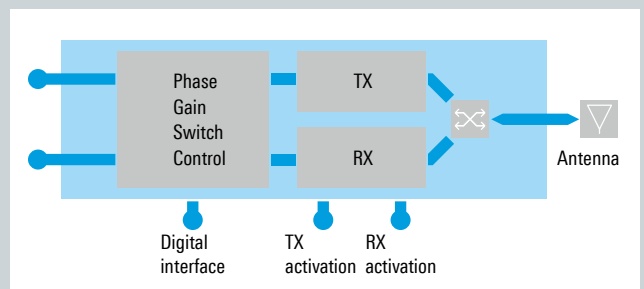 Phase
Gain
Switch
Control
TX
RX
Antenna
Digital
interface
TX
activation
RX
activation